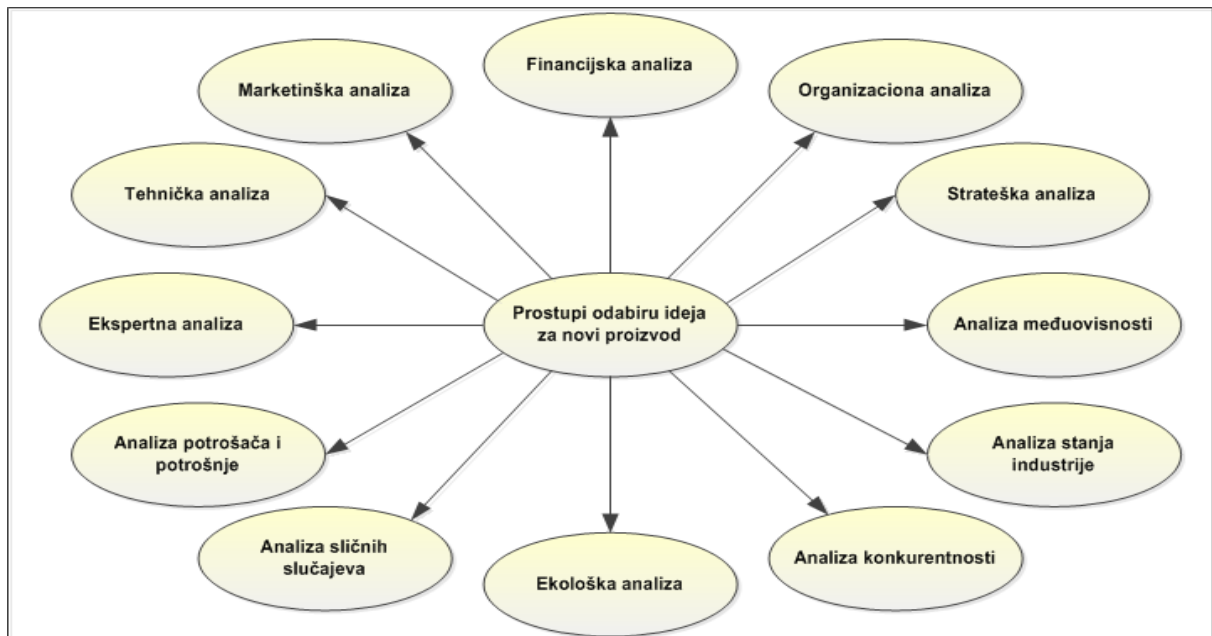 Financijska analiza
Marketinška analiza
Organizaciona analiza
Tehnička analiza
Strateška analiza
Prostupi odabiru ideja
za novi proizvod
Ekspertna analiza
Analiza međuovisnosti
Analiza potrošača i
potrošnje
Analiza stanja
industrije
Analiza sličnih
slučajeva
Analiza konkurentnosti
Ekološka analiza